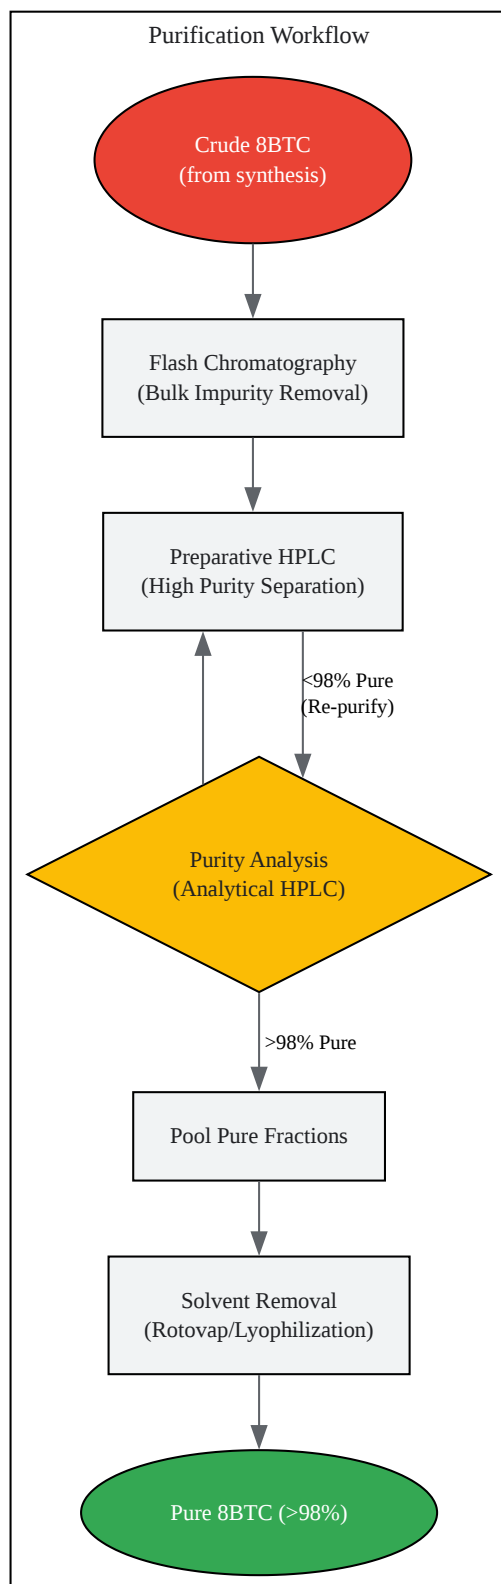 Purification Workflow
Crude 8BTC
(from synthesis)
Flash Chromatography
(Bulk Impurity Removal)
Preparative HPLC
(High Purity Separation)
<98% Pure
(Re-purify)
Purity Analysis
(Analytical HPLC)
>98% Pure
Pool Pure Fractions
Solvent Removal
(Rotovap/Lyophilization)
Pure 8BTC (>98%)